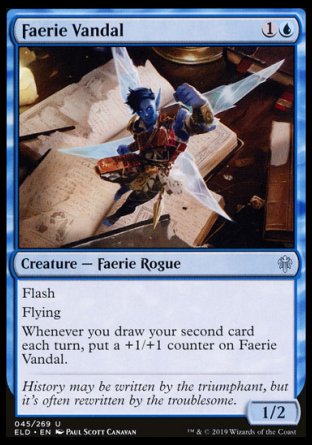 Faerie Vandal 1
Creature — Faerie Rogue
Flash
Flying
Whenever you draw your second card
each turn, put a +1/+1 counter on Faerie
Vandal.
History may be written by the triumphant, but
it's often rewritten by the troublesome.
1/2
045/269 U
ELD • EN Paul Scott Canavan
™ & © 2019 Wizards of the Coast